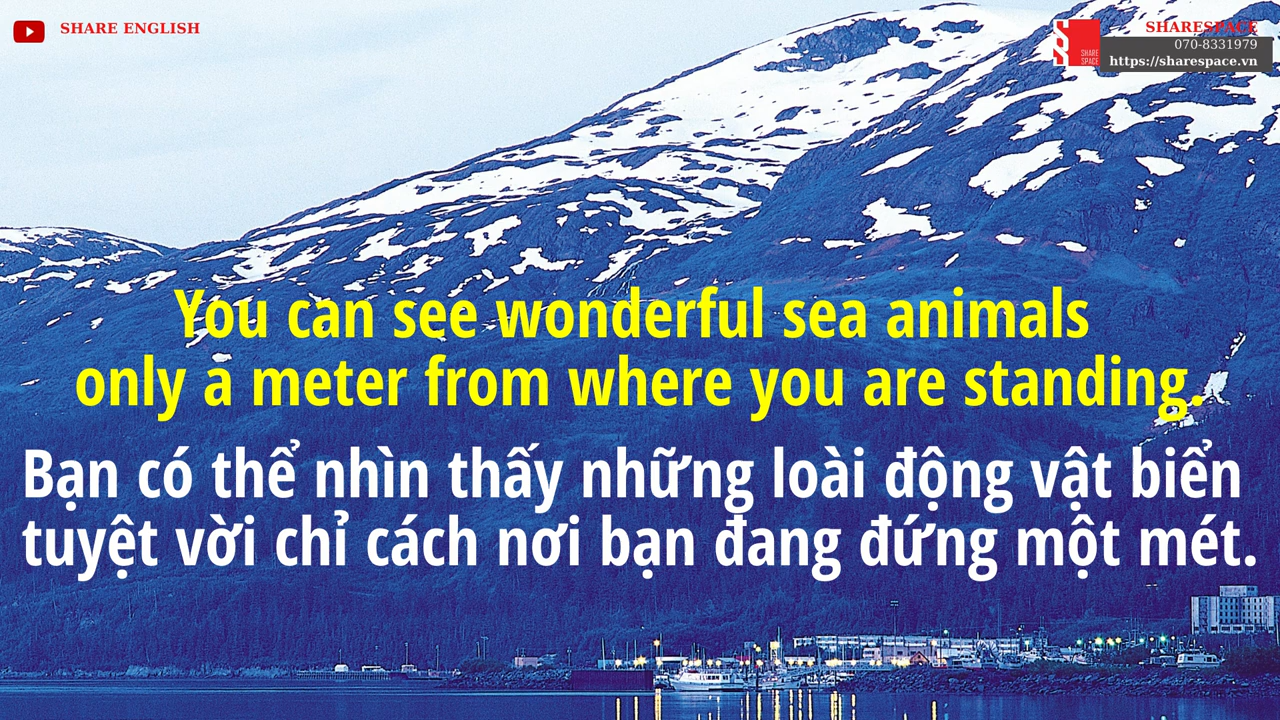 SHARE ENGLISH
SHARESPACE
070-8331979
SHARE
SPACE
https://sharespace.vn
You can see wonderful sea animals
only a meter from where you are standing.
Bạn có thể nhìn thấy những loài động vật biển
tuyệt vời chỉ cách nơi bạn đang đứng một mét.